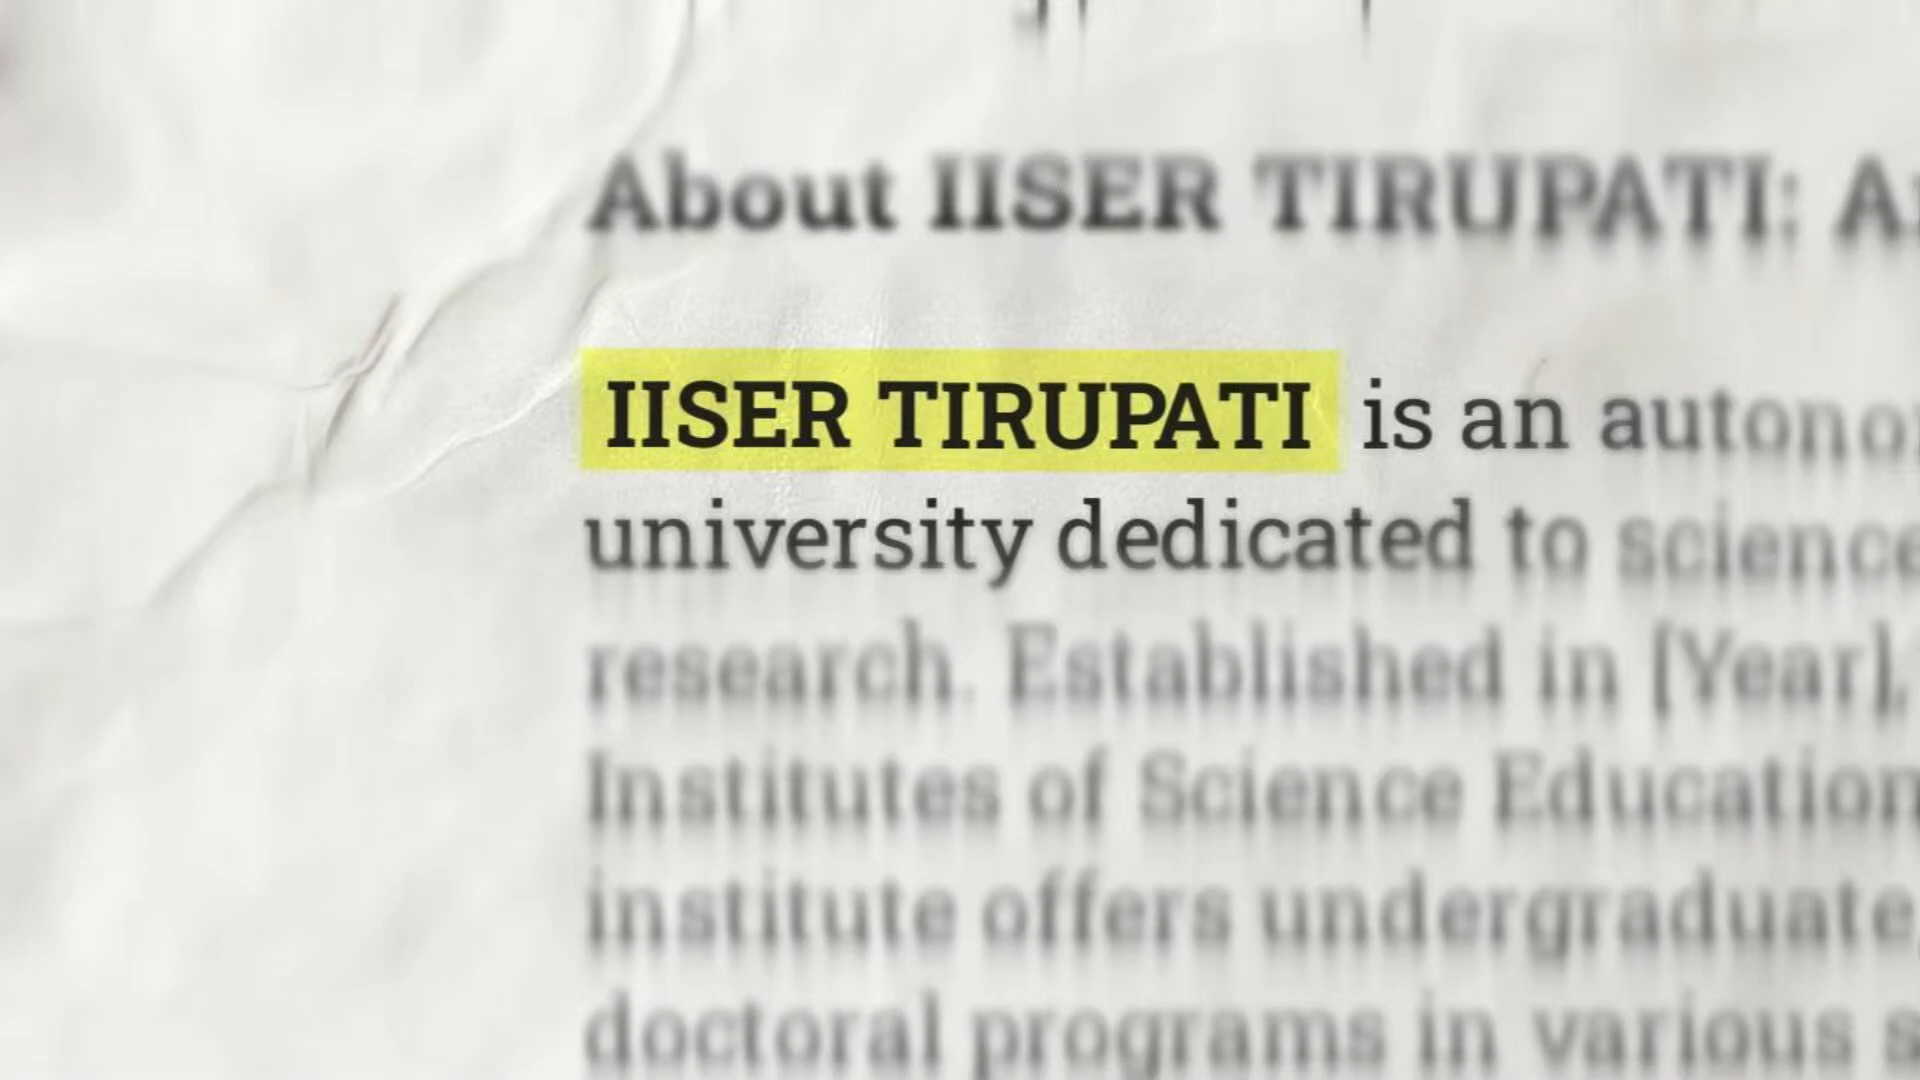 About IISER TIRUPATI:
IISER TIRUPATI is an
university dedicated to science
research. Established in [Year],
Institutes of Science Education
institute offers undergraduate,
doctoral programs in various